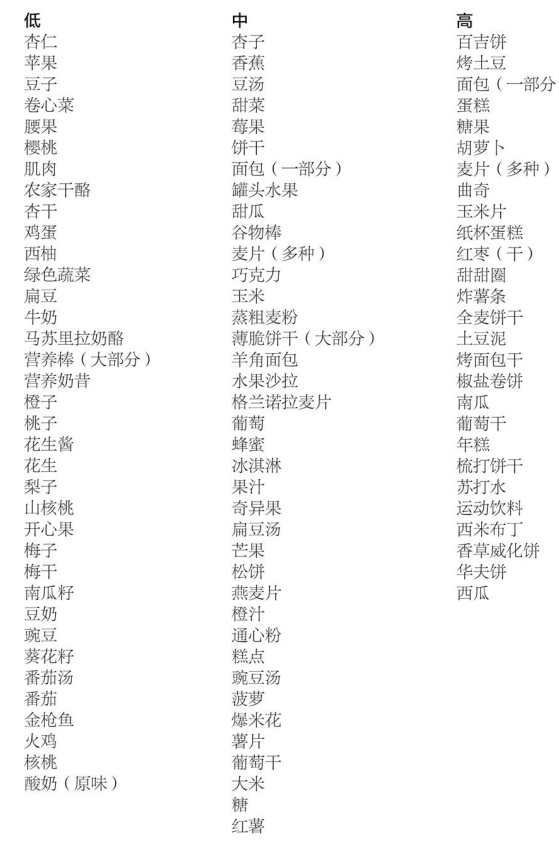 低
杏仁
苹果
豆子
卷心菜
腰果
樱桃
肌肉
农家干酪
杏干
鸡蛋
西柚
绿色蔬菜
扁豆
牛奶
马苏里拉奶酪
营养棒（大部分）
营养奶昔
橙子
桃子
花生酱
花生
梨子
山核桃
开心果
梅子
梅干
南瓜籽
豆奶
豌豆
葵花籽
番茄汤
番茄
金枪鱼
火鸡
核桃
酸奶（原味）
中
杏子
香蕉
豆汤
甜菜
莓果
饼干
面包（一部分）
罐头水果
甜瓜
谷物棒
麦片（多种）
巧克力
玉米
蒸粗麦粉
薄脆饼干（大部分）
羊角面包
水果沙拉
格兰诺拉麦片
葡萄
蜂蜜
冰淇淋
果汁
奇异果
扁豆汤
芒果
松饼
燕麦片
橙汁
通心粉
糕点
豌豆汤
菠萝
爆米花
薯片
葡萄干
大米
糖
红薯
高
百吉饼
烤土豆
面包（一部分
蛋糕
糖果
胡萝卜
麦片（多种）
曲奇
玉米片
纸杯蛋糕
红枣（干）
甜甜圈
炸薯条
全麦饼干
土豆泥
烤面包干
椒盐卷饼
南瓜
葡萄干
年糕
梳打饼干
苏打水
运动饮料
西米布丁
香草威化饼
华夫饼
西瓜